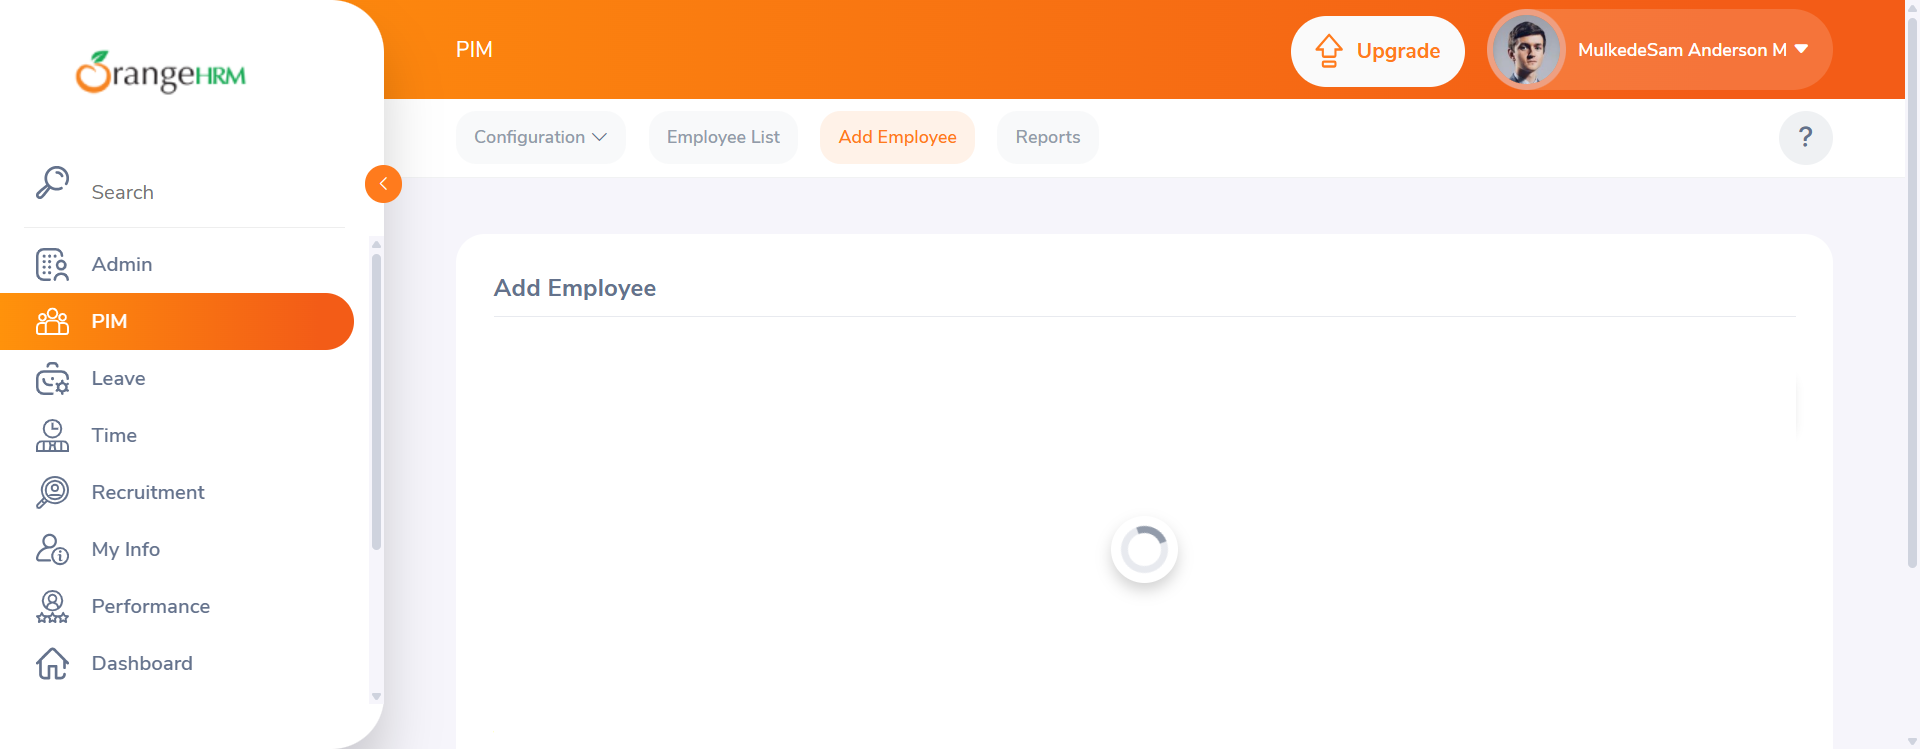 OrangeHRM
PIM
Upgrade
MulkedeSam Anderson M
Configuration
Employee List
Add Employee
Reports
?
Search
Admin
PIM
Leave
Time
Recruitment
My Info
Performance
Dashboard
Add Employee